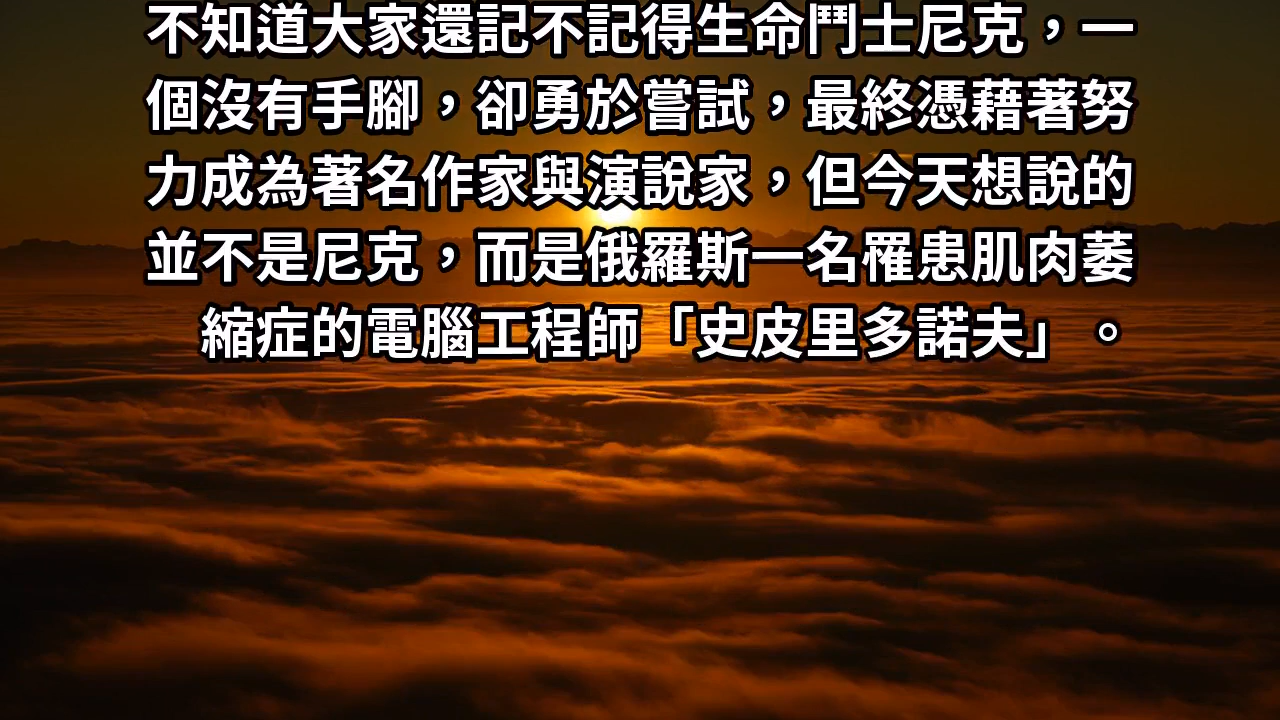 不知道大家還記不記得生命鬥士尼克，一
個沒有手腳，卻勇於嘗試，最終憑藉著努
力成為著名作家與演說家，但今天想說的
並不是尼克，而是俄羅斯一名罹患肌肉萎
縮症的電腦工程師「史皮里多諾夫」。